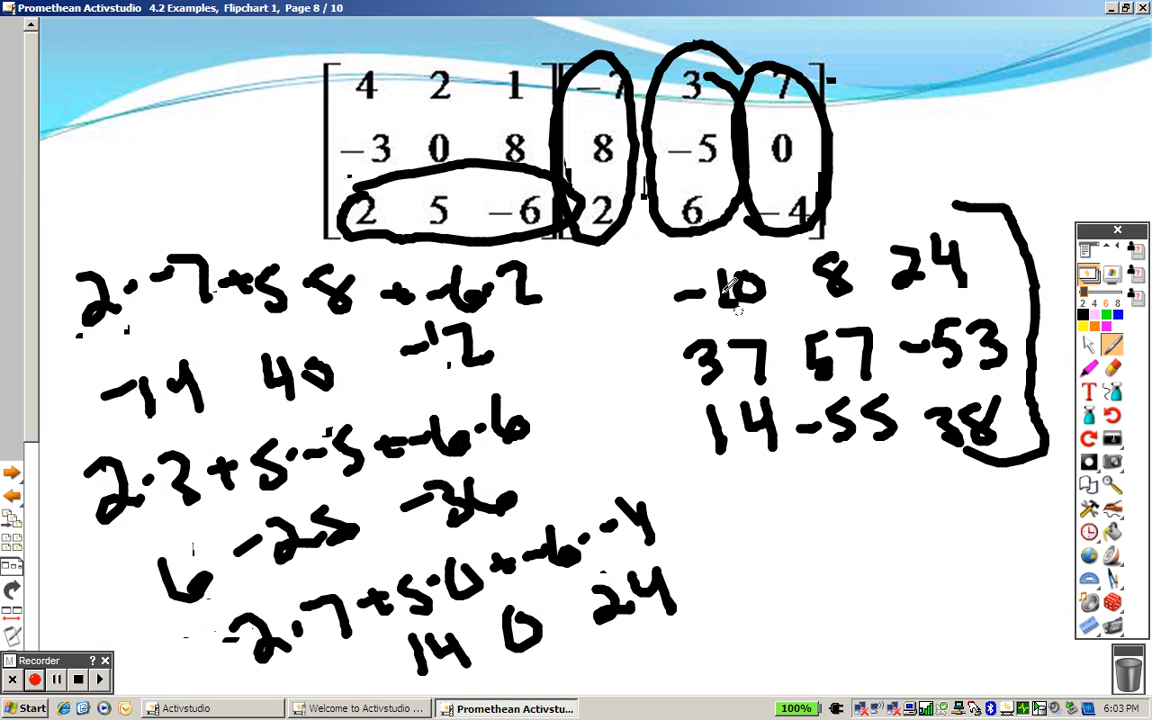 Promethean Activstudio 4.2 Examples, Flipchart 1, Page 8 / 10
4 2 1 -7 3 7
-3 0 8 8 -5 0
2 5 -6 2 6 -4
2·-7+5·8+-6·2
-14 40 -12
2·3+5·-5+-6·6
6 -25 -36
2·7+5·0+-6·-4
14 0 24
-10 8 24
37 57 -53
14 -55 38
2 4 6 8
Recorder ? ×
Start
Activstudio
Welcome to Activstudio ...
Promethean Activstu...
100%
6:03 PM